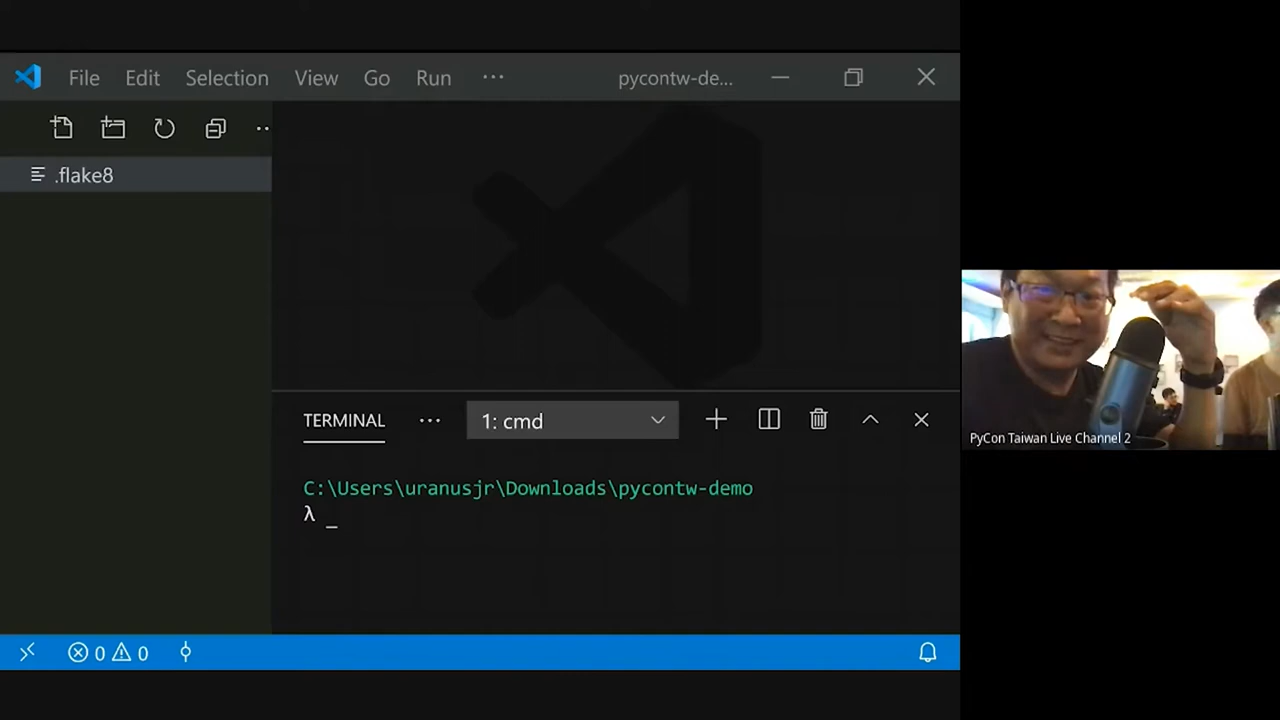 File Edit Selection View Go Run ··· pycontw-de...
.flake8
TERMINAL ··· 1: cmd
C:\Users\uranusjr\Downloads\pycontw-demo
λ _
0 0
PyCon Taiwan Live Channel 2